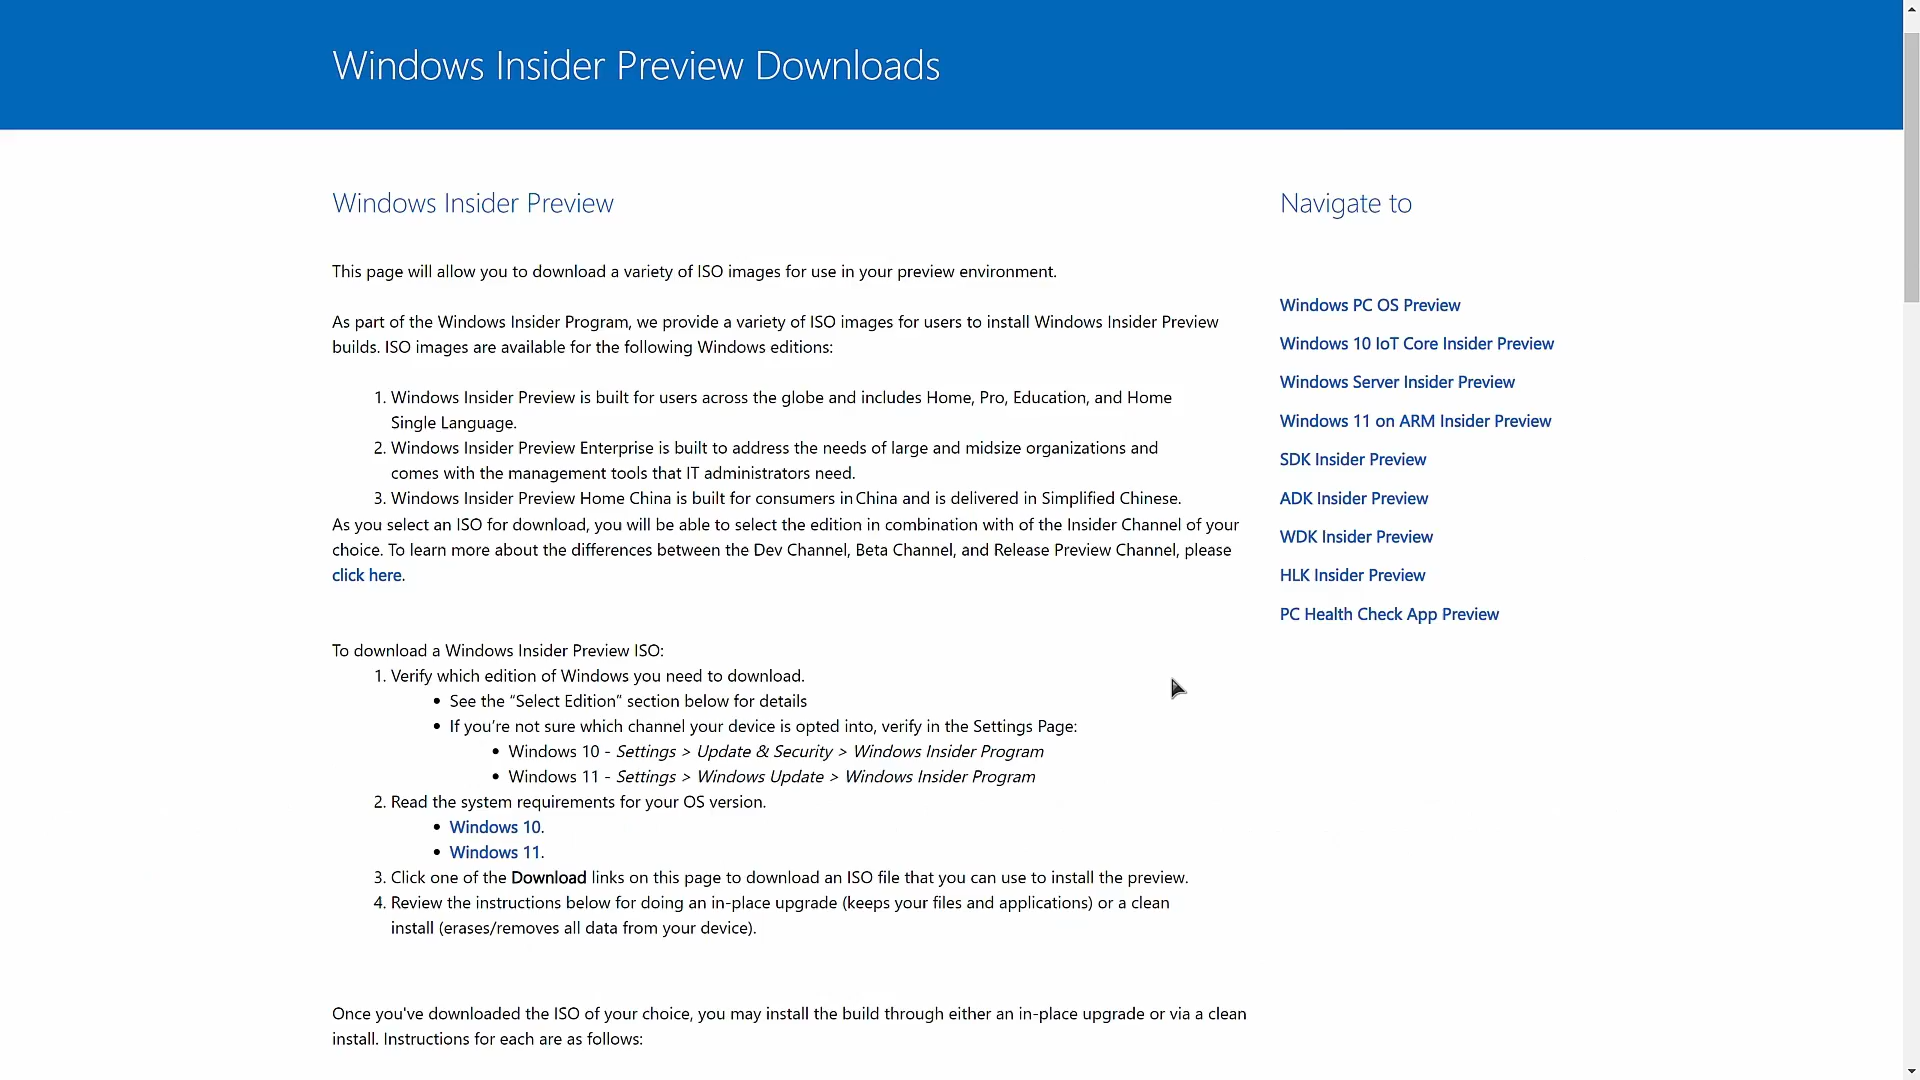 Windows Insider Preview Downloads
Windows Insider Preview
This page will allow you to download a variety of ISO images for use in your preview environment.
As part of the Windows Insider Program, we provide a variety of ISO images for users to install Windows Insider Preview
builds. ISO images are available for the following Windows editions:
1. Windows Insider Preview is built for users across the globe and includes Home, Pro, Education, and Home
Single Language.
2. Windows Insider Preview Enterprise is built to address the needs of large and midsize organizations and
comes with the management tools that IT administrators need.
3. Windows Insider Preview Home China is built for consumers in China and is delivered in Simplified Chinese.
As you select an ISO for download, you will be able to select the edition in combination with of the Insider Channel of your
choice. To learn more about the differences between the Dev Channel, Beta Channel, and Release Preview Channel, please
click here.
To download a Windows Insider Preview ISO:
1. Verify which edition of Windows you need to download.
• See the “Select Edition” section below for details
• If you’re not sure which channel your device is opted into, verify in the Settings Page:
• Windows 10 - Settings > Update & Security > Windows Insider Program
• Windows 11 - Settings > Windows Update > Windows Insider Program
2. Read the system requirements for your OS version.
• Windows 10.
• Windows 11.
3. Click one of the Download links on this page to download an ISO file that you can use to install the preview.
4. Review the instructions below for doing an in-place upgrade (keeps your files and applications) or a clean
install (erases/removes all data from your device).
Once you've downloaded the ISO of your choice, you may install the build through either an in-place upgrade or via a clean
install. Instructions for each are as follows:
Navigate to
Windows PC OS Preview
Windows 10 IoT Core Insider Preview
Windows Server Insider Preview
Windows 11 on ARM Insider Preview
SDK Insider Preview
ADK Insider Preview
WDK Insider Preview
HLK Insider Preview
PC Health Check App Preview